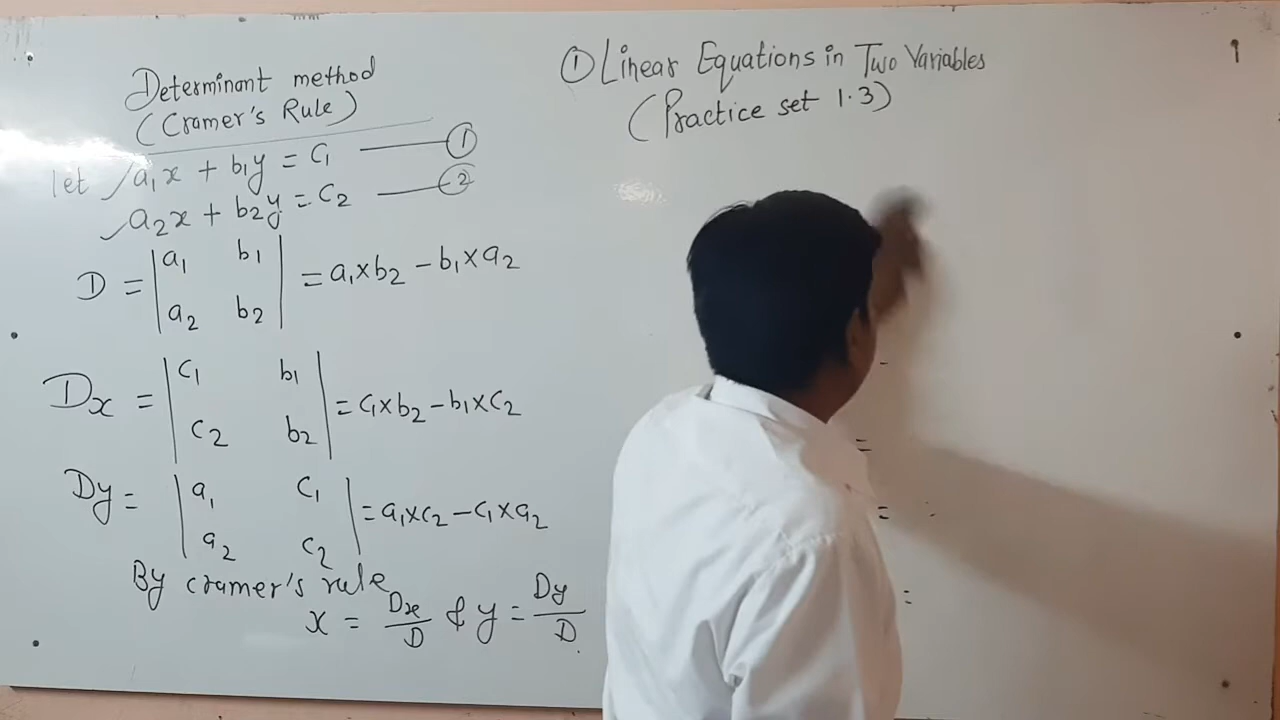 Determinant method
(Cramer's Rule)
let a₁x + b₁y = C₁ —— ①
a₂x + b₂y = C₂ —— ②
D = | a₁ b₁ | = a₁×b₂ – b₁×a₂
| a₂ b₂ |
Dx = | C₁ b₁ | = C₁×b₂ – b₁×C₂
| C₂ b₂ |
Dy = | a₁ C₁ | = a₁×C₂ – C₁×a₂
| a₂ C₂ |
By cramer's rule
x = Dx/D & y = Dy/D.
① Linear Equations in Two Variables
(Practice set 1.3)
1